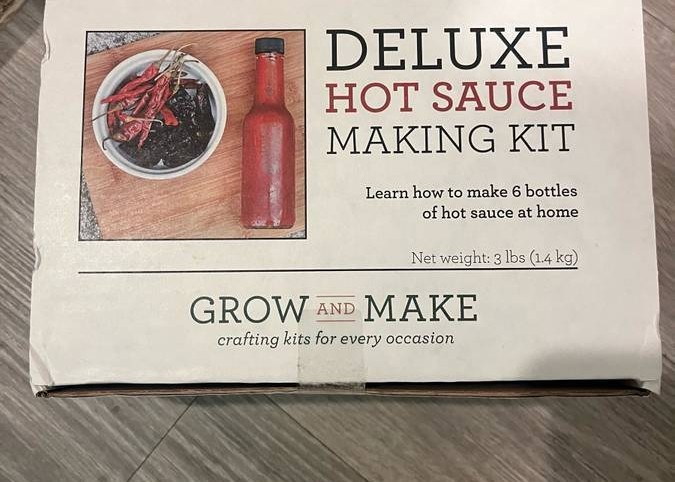 DELUXE
HOT SAUCE
MAKING KIT
Learn how to make 6 bottles
of hot sauce at home
Net weight: 3 lbs (1.4 kg)
GROW AND MAKE
crafting kits for every occasion